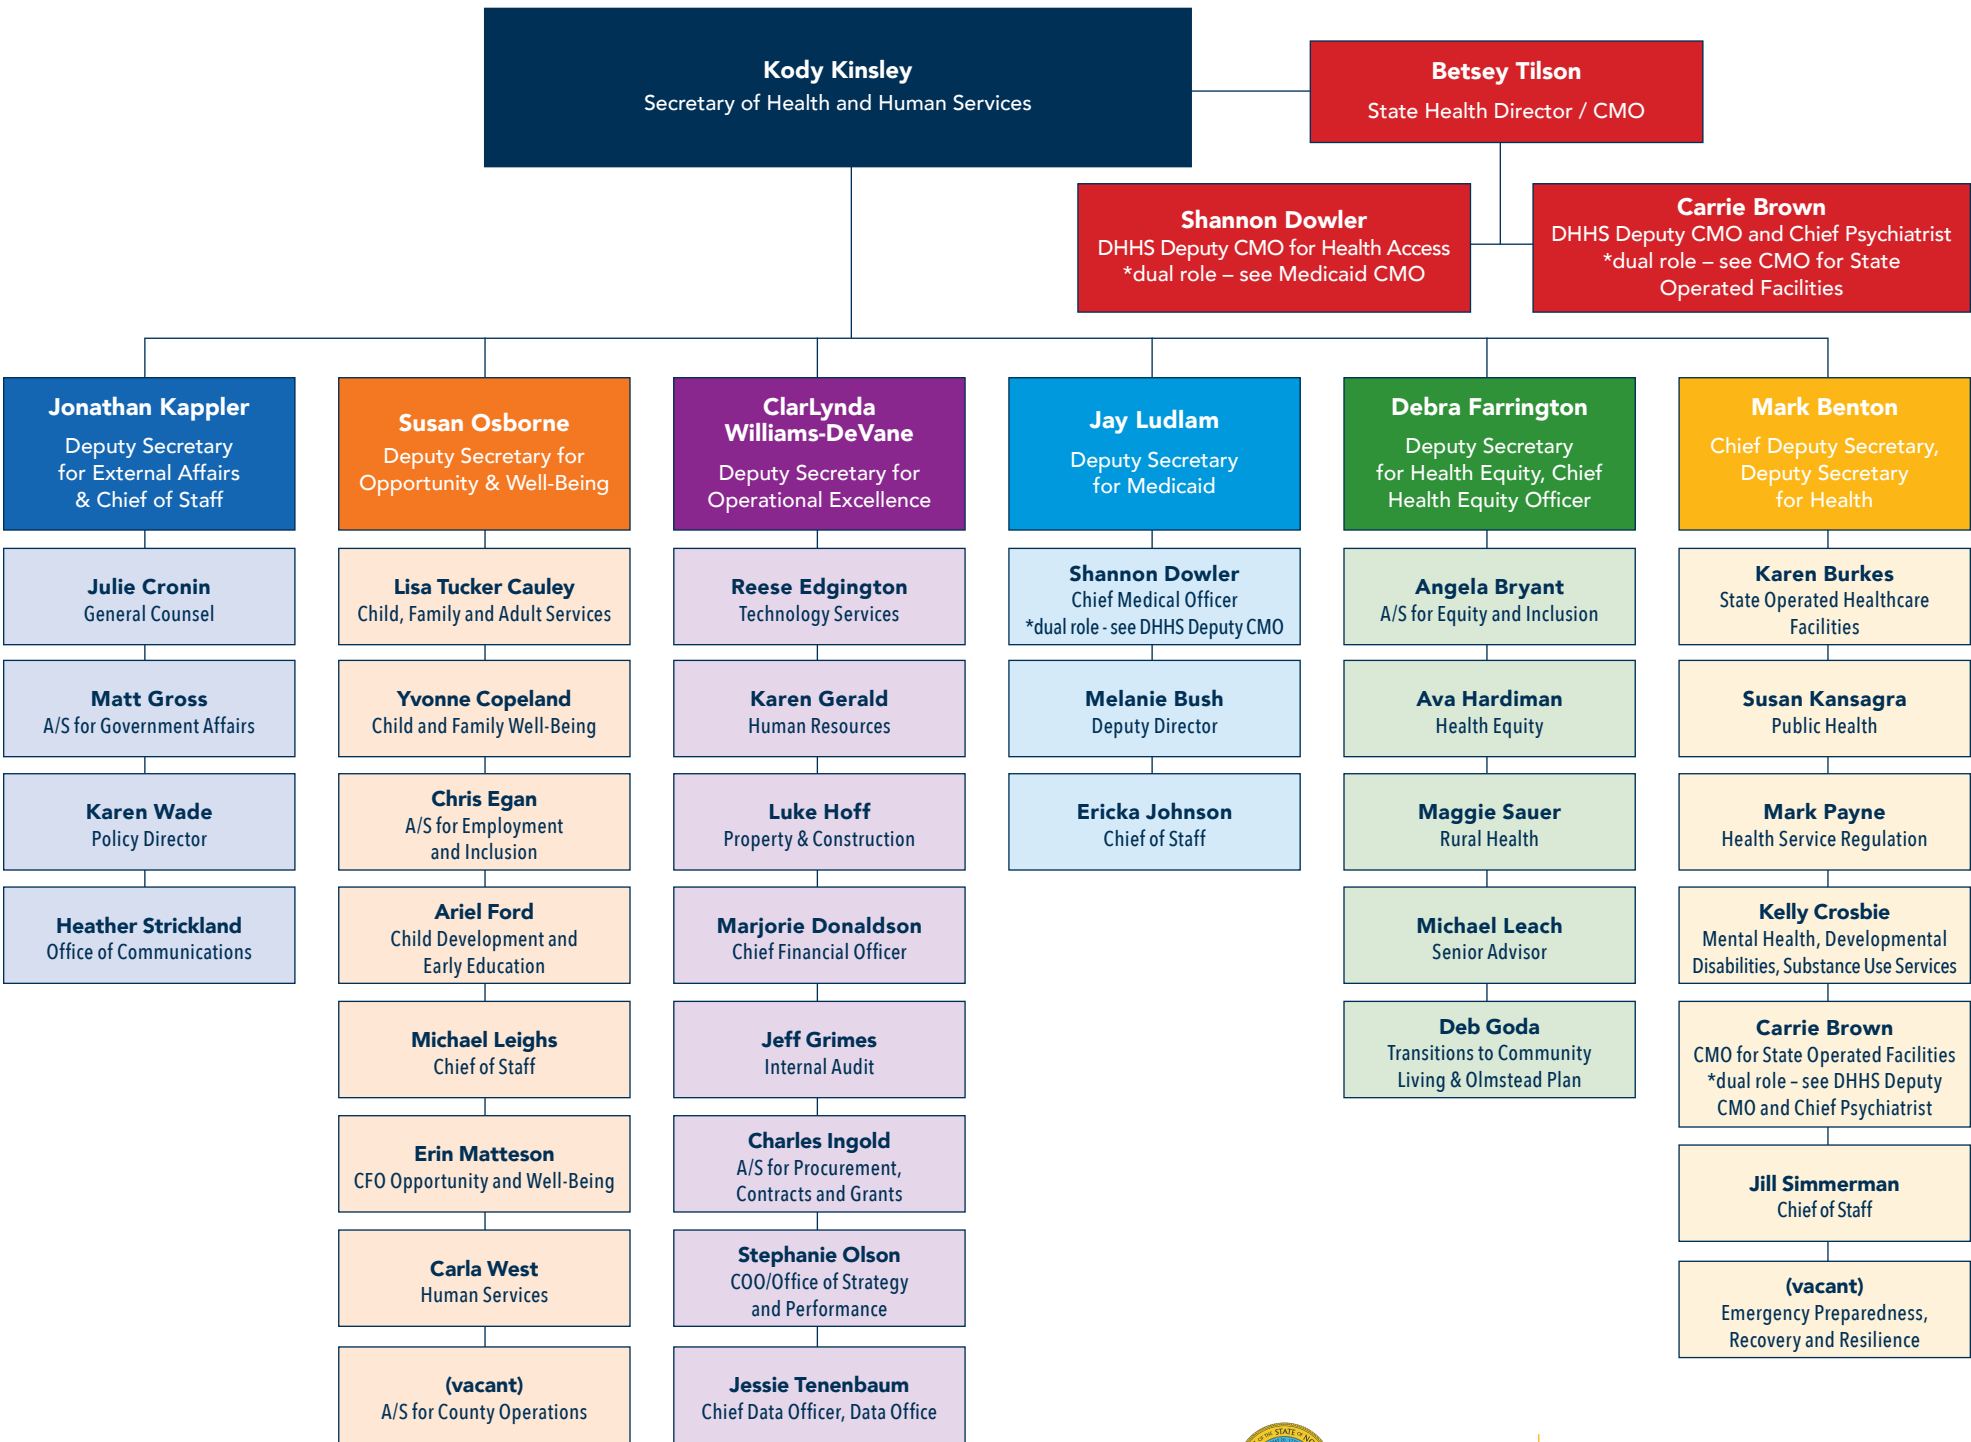 Kody Kinsley
Secretary of Health and Human Services
Betsey Tilson
State Health Director / CMO
Shannon Dowler
DHHS Deputy CMO for Health Access
*dual role – see Medicaid CMO
Carrie Brown
DHHS Deputy CMO and Chief Psychiatrist
*dual role – see CMO for State
Operated Facilities
Jonathan Kappler
Deputy Secretary
for External Affairs
& Chief of Staff
Julie Cronin
General Counsel
Matt Gross
A/S for Government Affairs
Karen Wade
Policy Director
Heather Strickland
Office of Communications
Susan Osborne
Deputy Secretary for
Opportunity & Well-Being
Lisa Tucker Cauley
Child, Family and Adult Services
Yvonne Copeland
Child and Family Well-Being
Chris Egan
A/S for Employment
and Inclusion
Ariel Ford
Child Development and
Early Education
Michael Leighs
Chief of Staff
Erin Matteson
CFO Opportunity and Well-Being
Carla West
Human Services
(vacant)
A/S for County Operations
ClarLynda
Williams-DeVane
Deputy Secretary for
Operational Excellence
Reese Edgington
Technology Services
Karen Gerald
Human Resources
Luke Hoff
Property & Construction
Marjorie Donaldson
Chief Financial Officer
Jeff Grimes
Internal Audit
Charles Ingold
A/S for Procurement,
Contracts and Grants
Stephanie Olson
COO/Office of Strategy
and Performance
Jessie Tenenbaum
Chief Data Officer, Data Office
Jay Ludlam
Deputy Secretary
for Medicaid
Shannon Dowler
Chief Medical Officer
*dual role - see DHHS Deputy CMO
Melanie Bush
Deputy Director
Ericka Johnson
Chief of Staff
Debra Farrington
Deputy Secretary
for Health Equity, Chief
Health Equity Officer
Angela Bryant
A/S for Equity and Inclusion
Ava Hardiman
Health Equity
Maggie Sauer
Rural Health
Michael Leach
Senior Advisor
Deb Goda
Transitions to Community
Living & Olmstead Plan
Mark Benton
Chief Deputy Secretary,
Deputy Secretary
for Health
Karen Burkes
State Operated Healthcare
Facilities
Susan Kansagra
Public Health
Mark Payne
Health Service Regulation
Kelly Crosbie
Mental Health, Developmental
Disabilities, Substance Use Services
Carrie Brown
CMO for State Operated Facilities
*dual role – see DHHS Deputy
CMO and Chief Psychiatrist
Jill Simmerman
Chief of Staff
(vacant)
Emergency Preparedness,
Recovery and Resilience
THE STATE OF